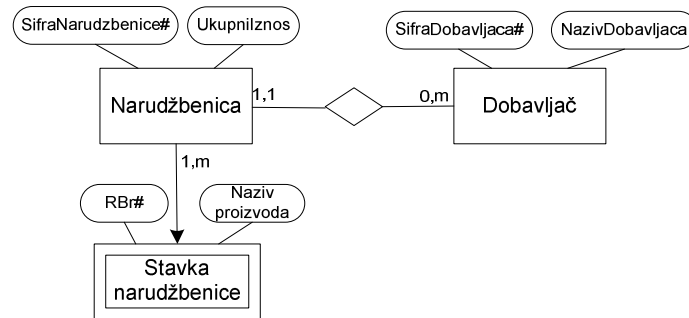 SifraNarudzbenice#
UkupniIznos
SifraDobavljaca#
NazivDobavljaca
Narudžbenica
1,1
0,m
Dobavljač
1,m
RBr#
Naziv
proizvoda
Stavka
narudžbenice